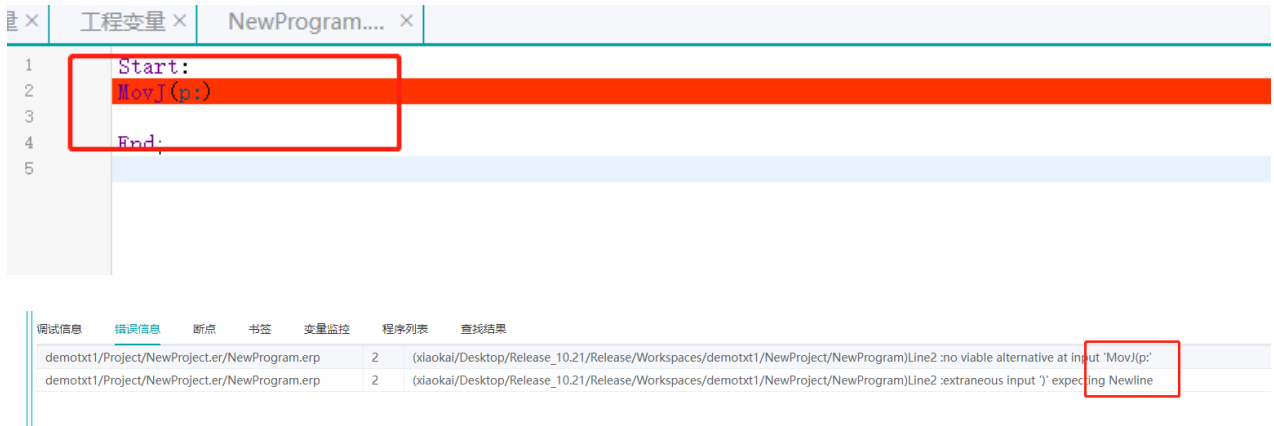 量 × 工程变量 × NewProgram.... ×
1 Start:
2 MovJ(p:)
3
4 End;
5
调试信息 错误信息 断点 书签 变量监控 程序列表 查找结果
demotxt1/Project/NewProject.er/NewProgram.erp 2 (xiaokai/Desktop/Release_10.21/Release/Workspaces/demotxt1/NewProject/NewProgram)Line2 :no viable alternative at input 'MovJ(p:'
demotxt1/Project/NewProject.er/NewProgram.erp 2 (xiaokai/Desktop/Release_10.21/Release/Workspaces/demotxt1/NewProject/NewProgram)Line2 :extraneous input ')' expecting Newline